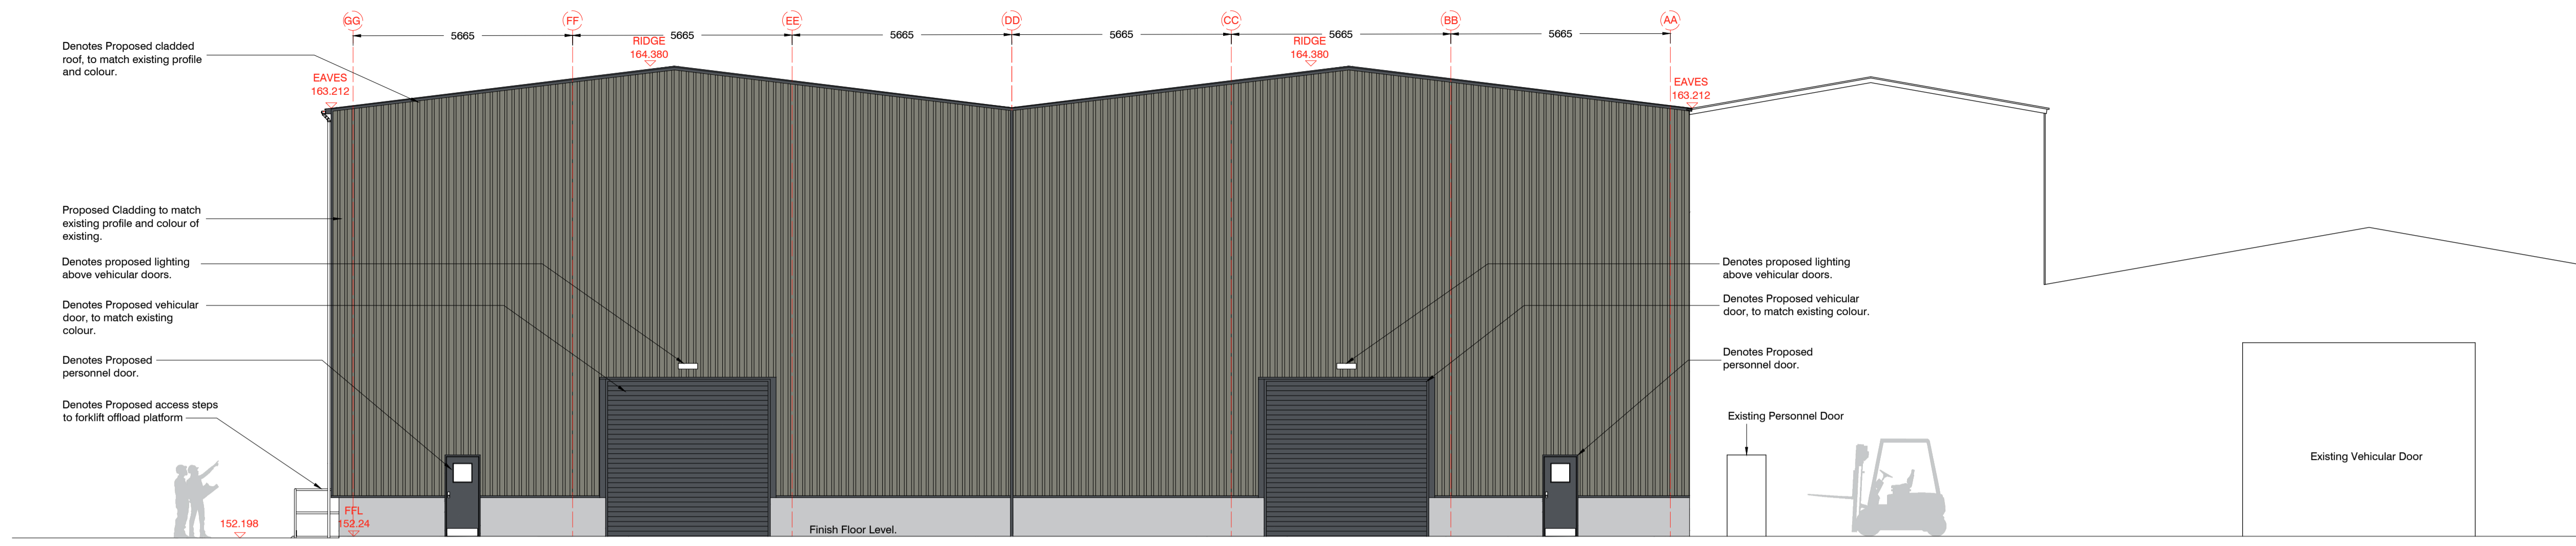 GG
FF
EE
DD
CC
BB
AA
5665
5665
5665
5665
5665
5665
RIDGE
164.380
RIDGE
164.380
Denotes Proposed cladded
roof, to match existing profile
and colour.
EAVES
163.212
EAVES
163.212
Proposed Cladding to match
existing profile and colour of
existing.
Denotes proposed lighting
above vehicular doors.
Denotes Proposed vehicular
door, to match existing
colour.
Denotes Proposed
personnel door.
Denotes Proposed access steps
to forklift offload platform
Denotes proposed lighting
above vehicular doors.
Denotes Proposed vehicular
door, to match existing colour.
Denotes Proposed
personnel door.
Existing Personnel Door
Existing Vehicular Door
152.198
FFL
152.24
Finish Floor Level.